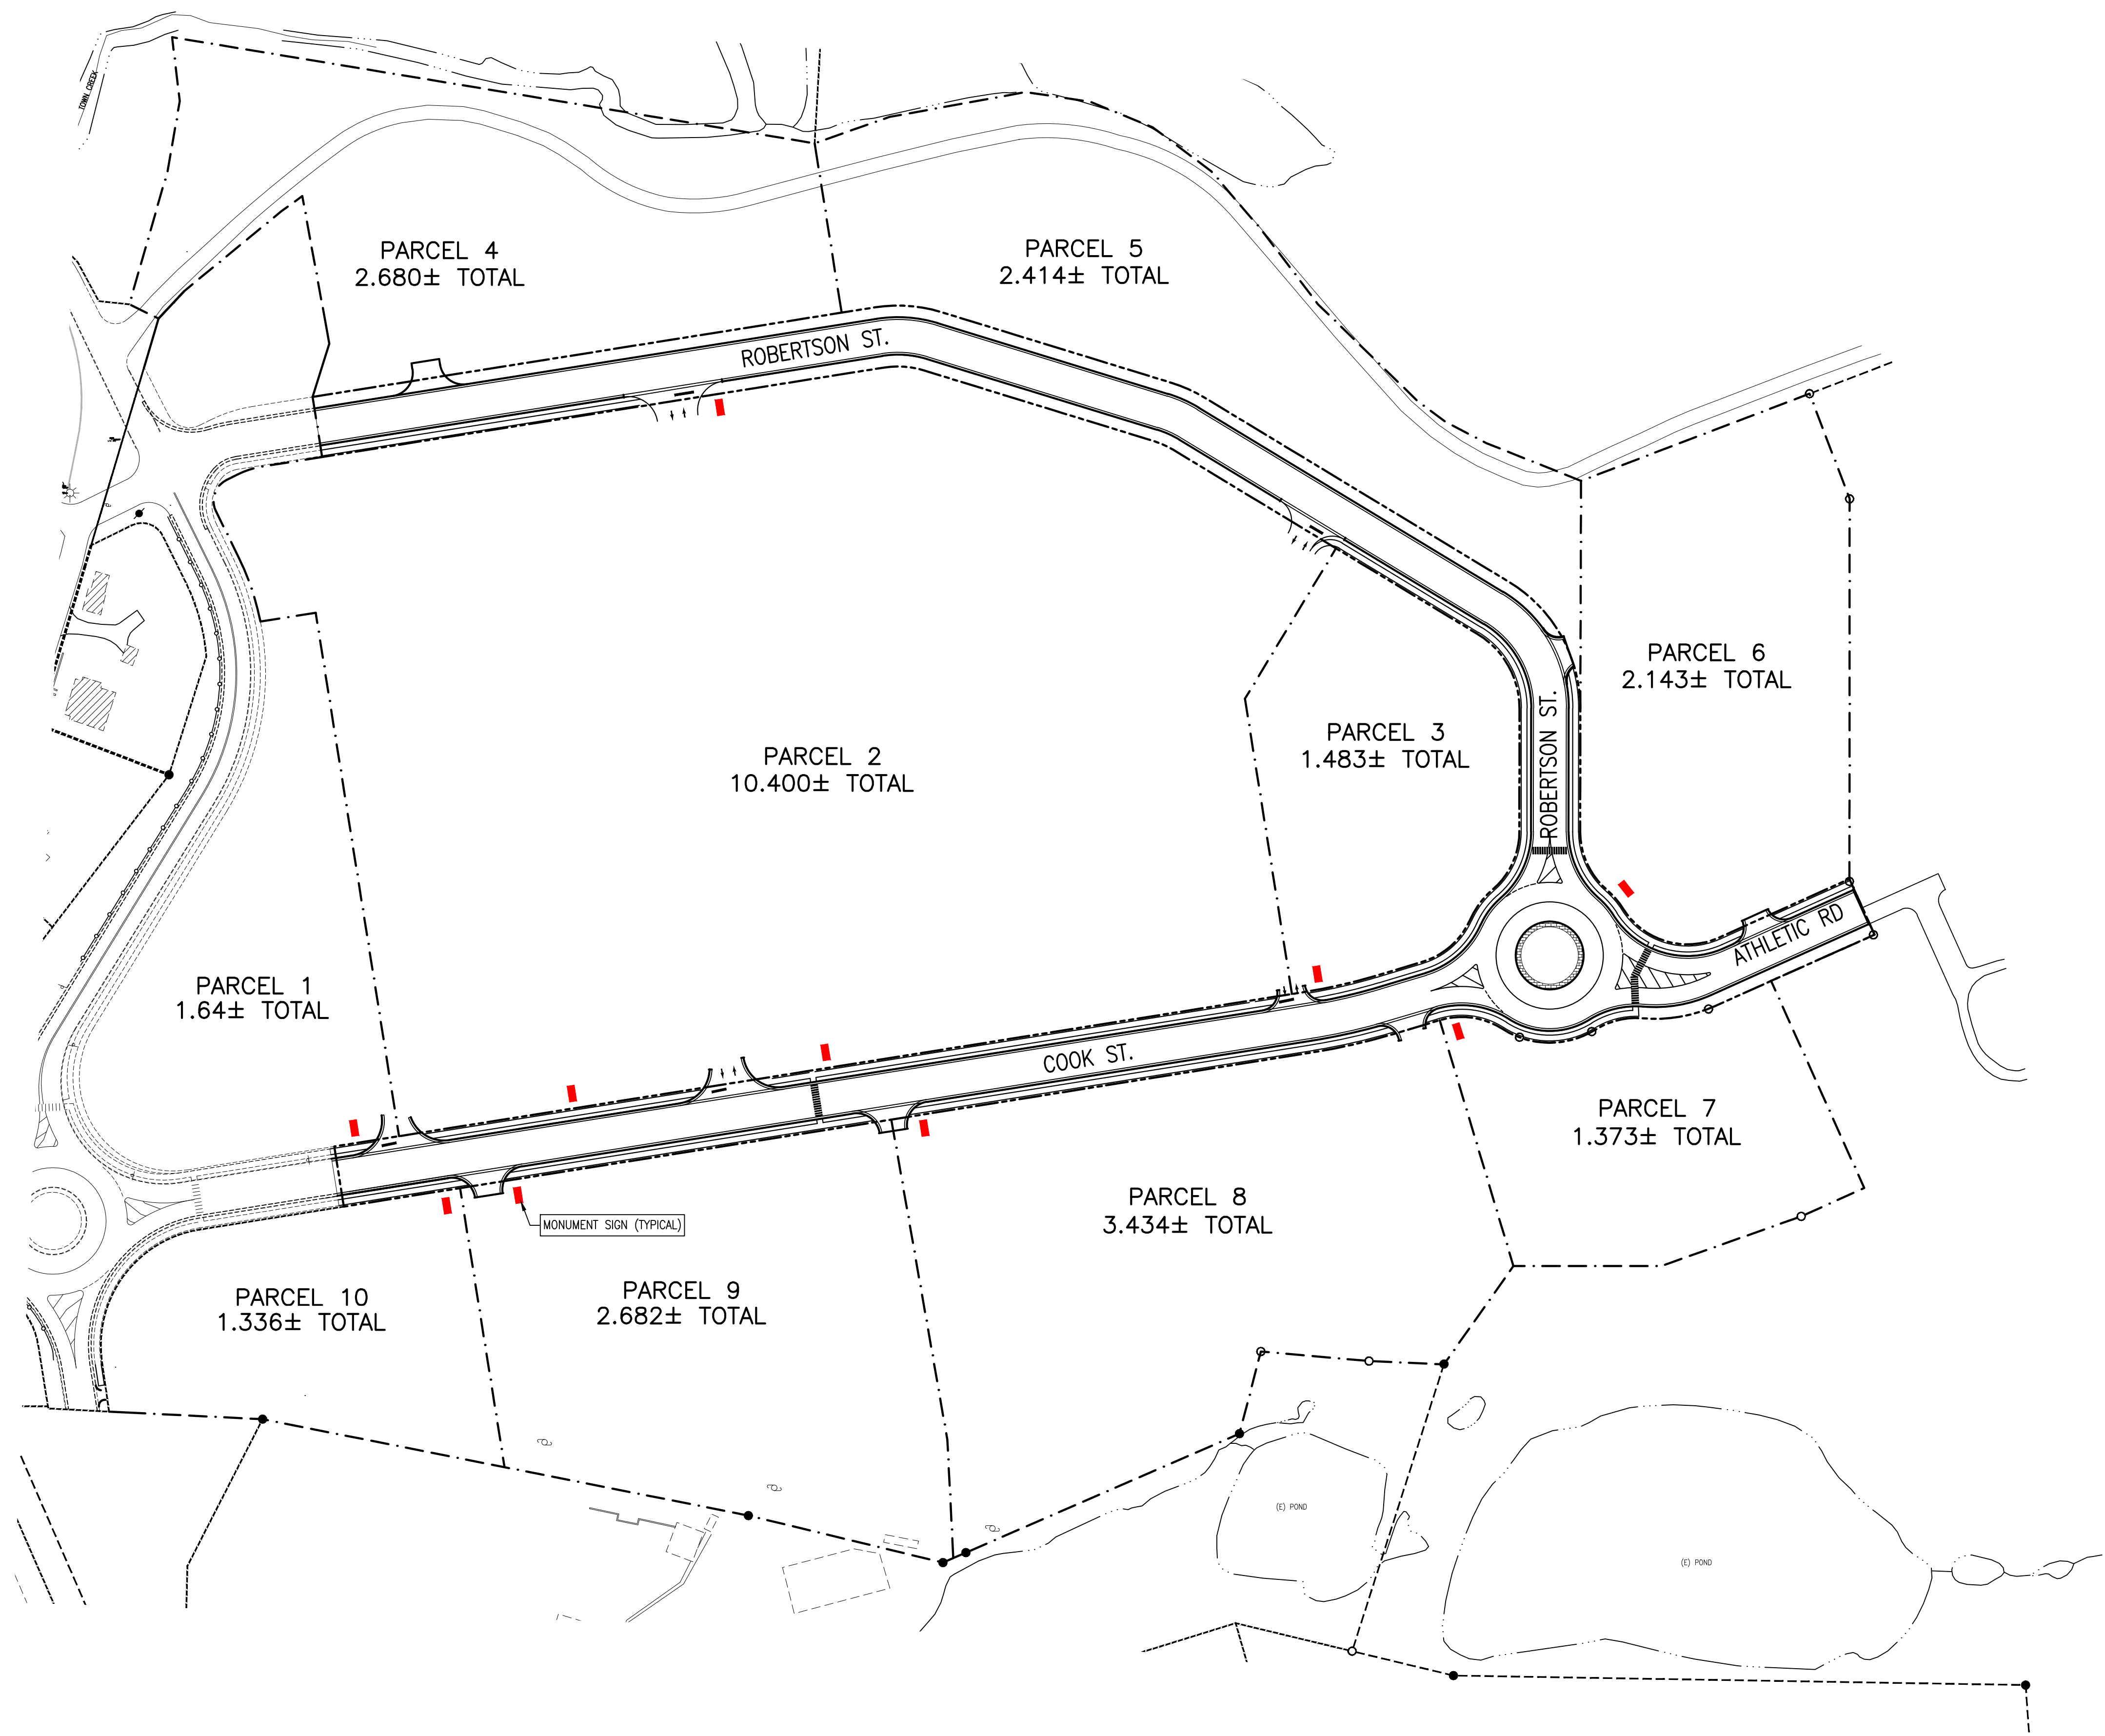 TOWN CREEK
PARCEL 4
2.680± TOTAL
PARCEL 5
2.414± TOTAL
ROBERTSON ST.
PARCEL 6
2.143± TOTAL
PARCEL 2
10.400± TOTAL
PARCEL 3
1.483± TOTAL
ROBERTSON ST.
ATHLETIC RD
PARCEL 1
1.64± TOTAL
COOK ST.
PARCEL 7
1.373± TOTAL
PARCEL 8
3.434± TOTAL
MONUMENT SIGN (TYPICAL)
PARCEL 9
2.682± TOTAL
PARCEL 10
1.336± TOTAL
(E) POND
(E) POND